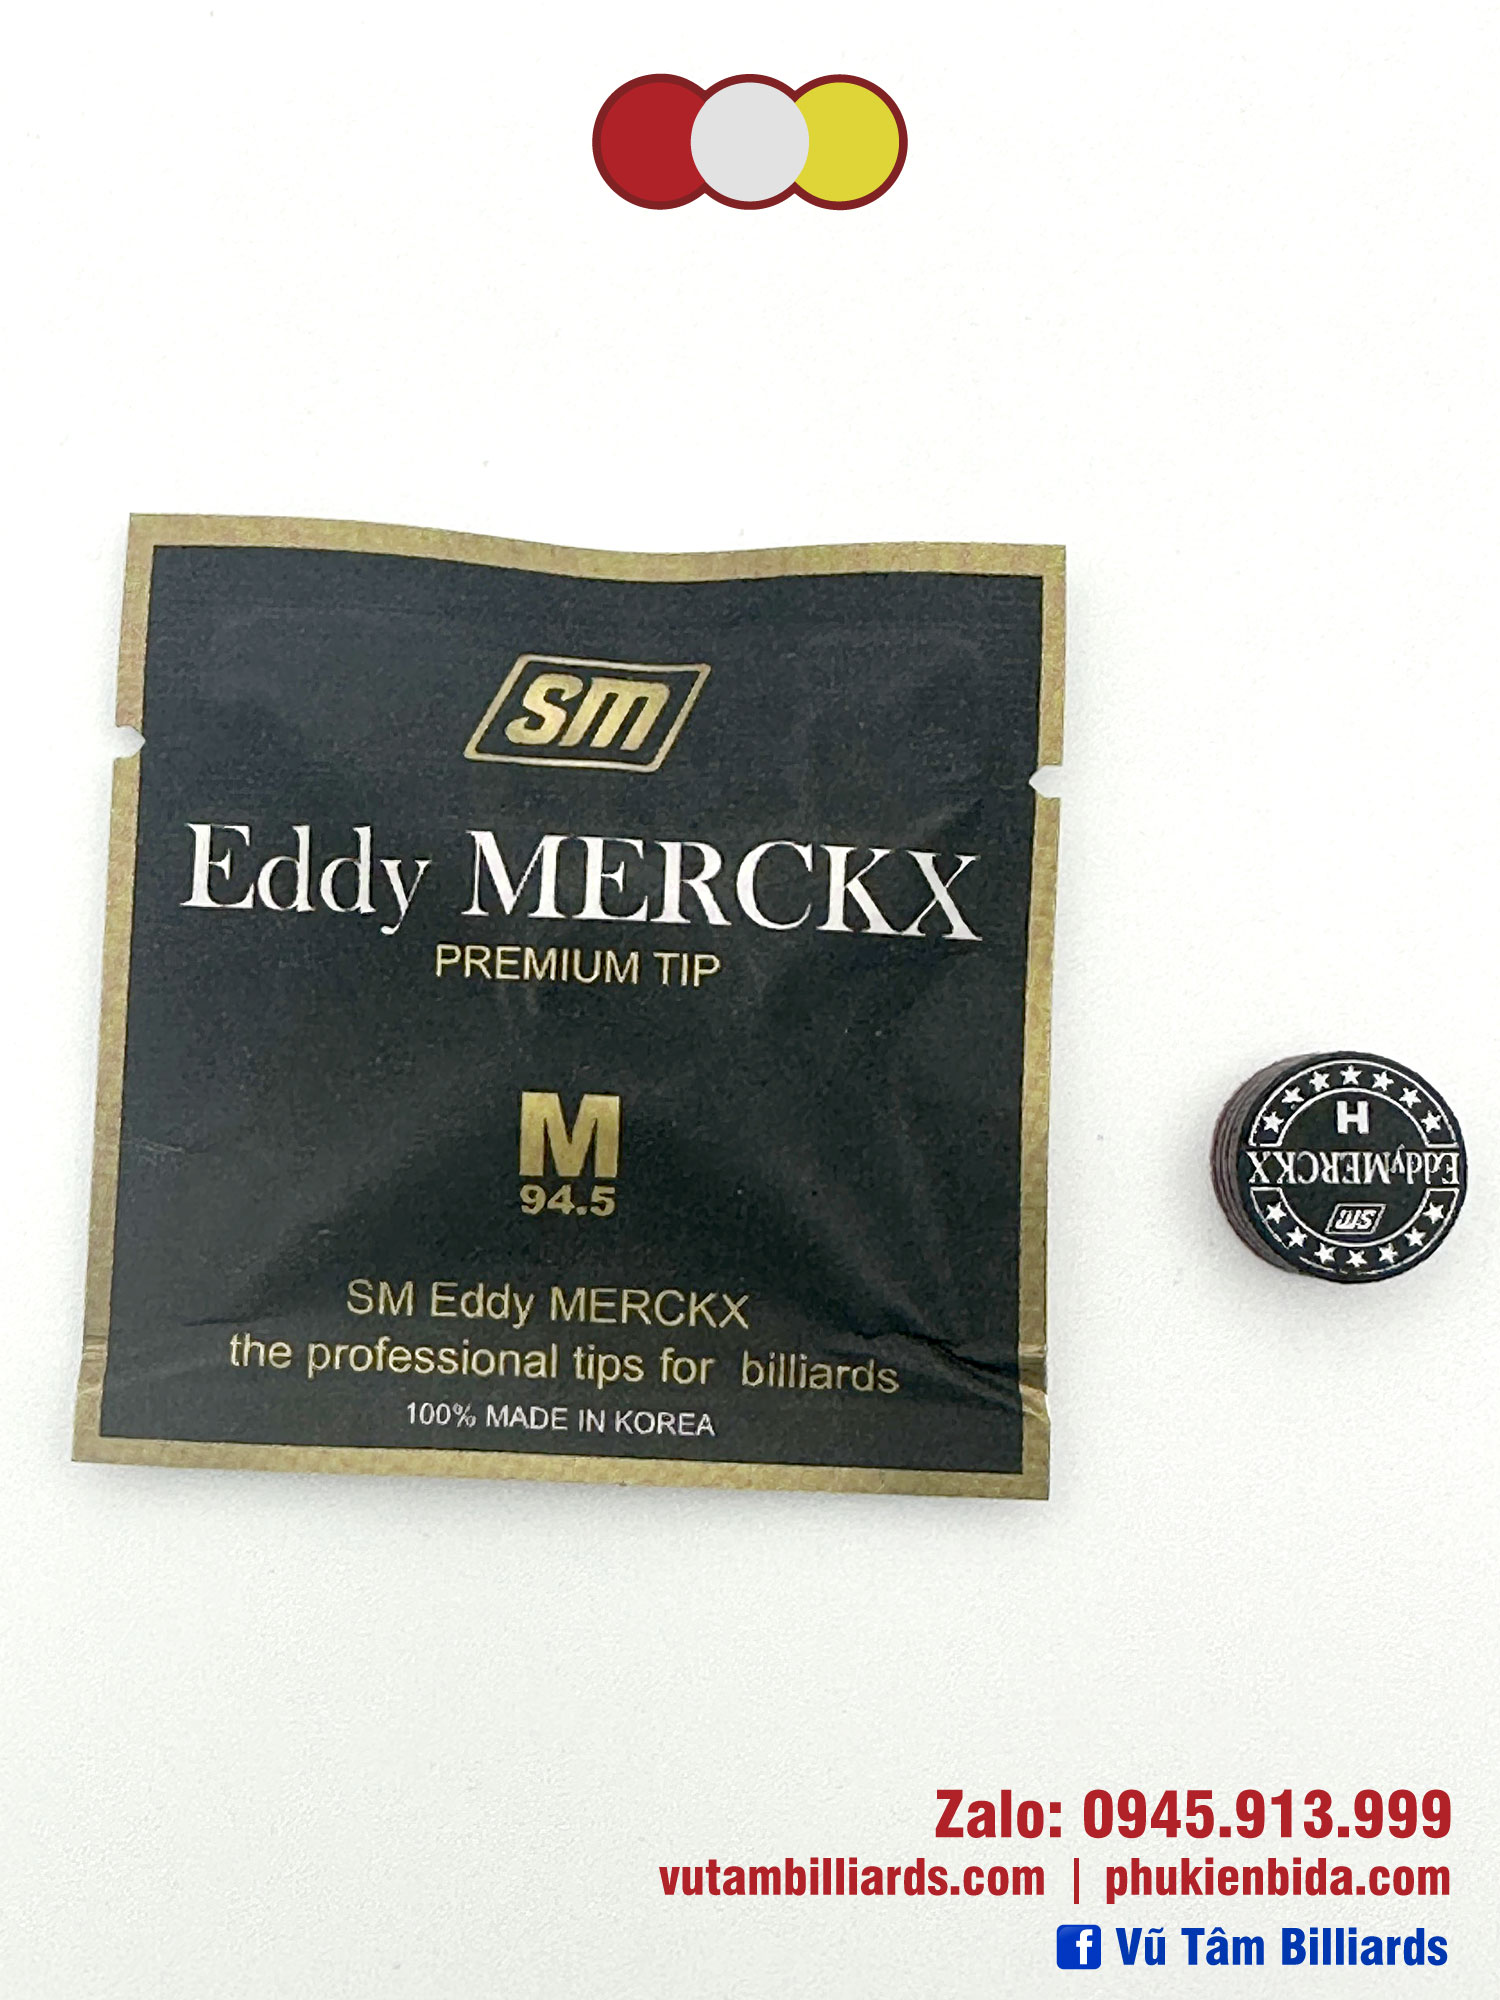 sm
Eddy MERCKX
PREMIUM TIP
M
94.5
SM Eddy MERCKX
the professional tips for billiards
100% MADE IN KOREA
H
EddyMERCKX
sm
Zalo: 0945.913.999
vutambilliards.com | phukienbida.com
f Vũ Tâm Billiards